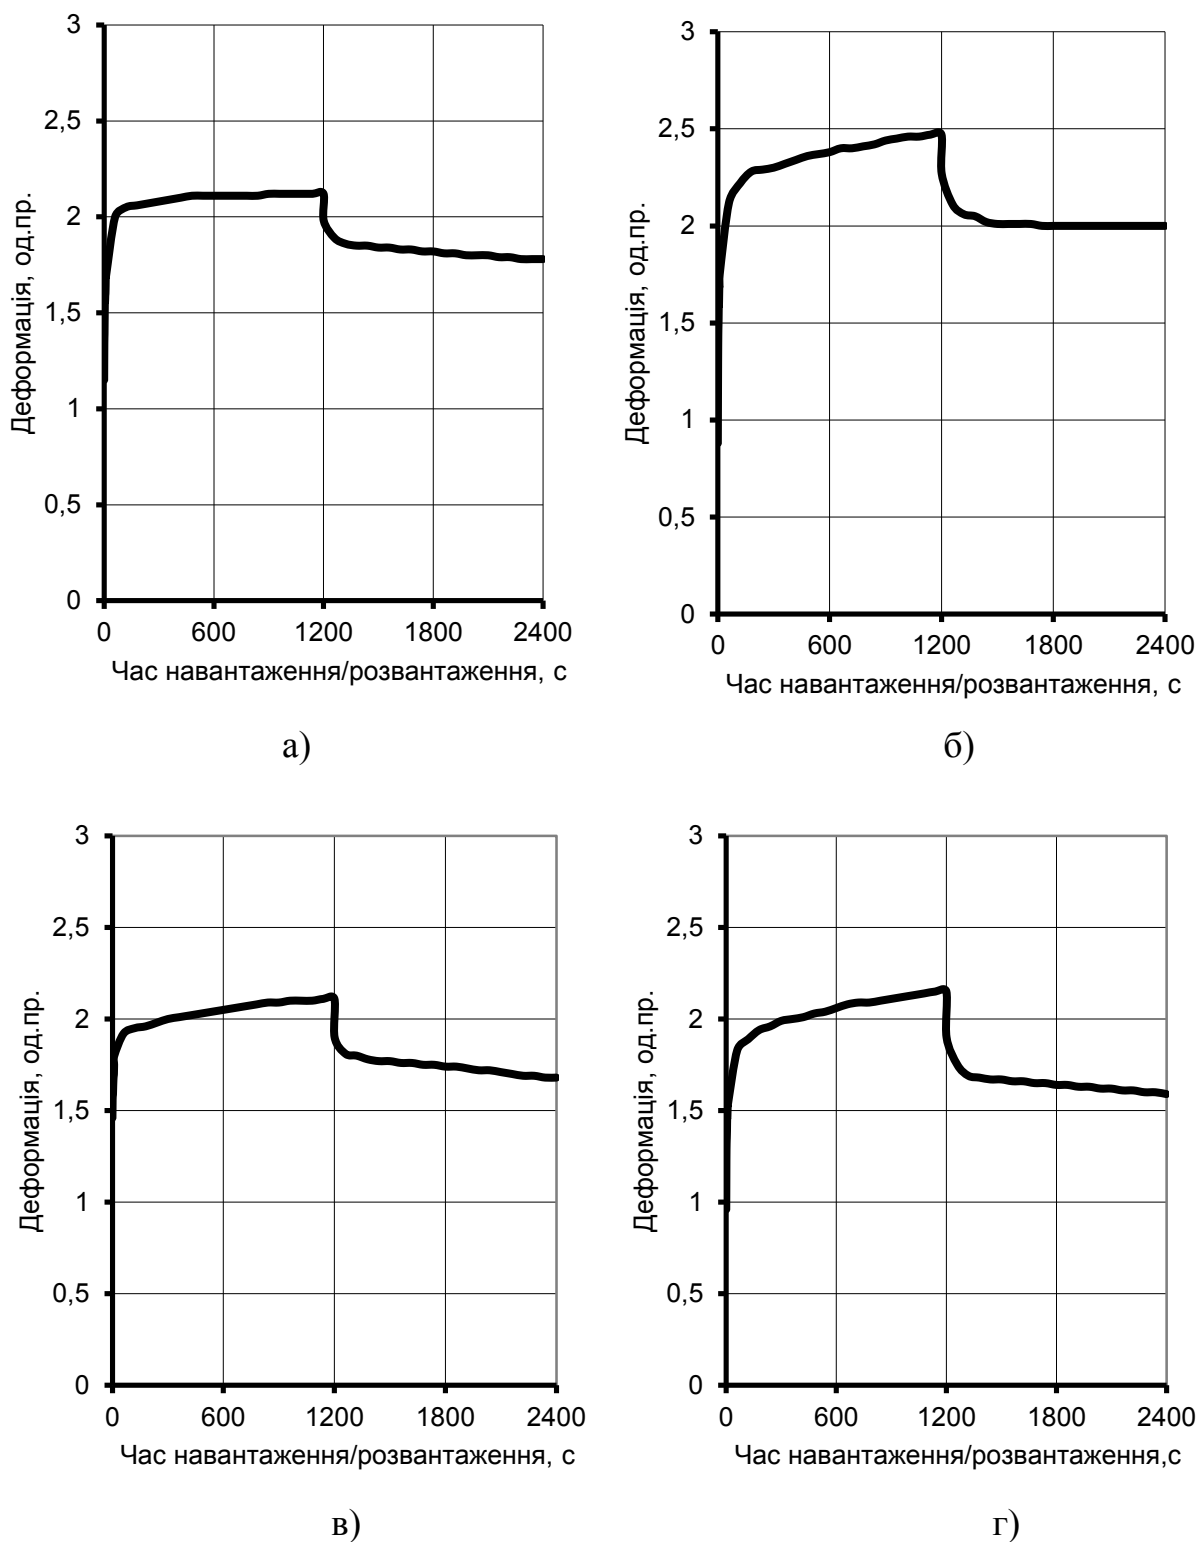 3
2,5
2
1,5
1
0,5
0
Деформація, од.пр.
0 600 1200 1800 2400
Час навантаження/розвантаження, с
а)
3
2,5
2
1,5
1
0,5
0
Деформація, од.пр.
0 600 1200 1800 2400
Час навантаження/розвантаження, с
б)
3
2,5
2
1,5
1
0,5
0
Деформація, од.пр.
0 600 1200 1800 2400
Час навантаження/розвантаження, с
в)
3
2,5
2
1,5
1
0,5
0
Деформація, од.пр.
0 600 1200 1800 2400
Час навантаження/розвантаження,с
г)